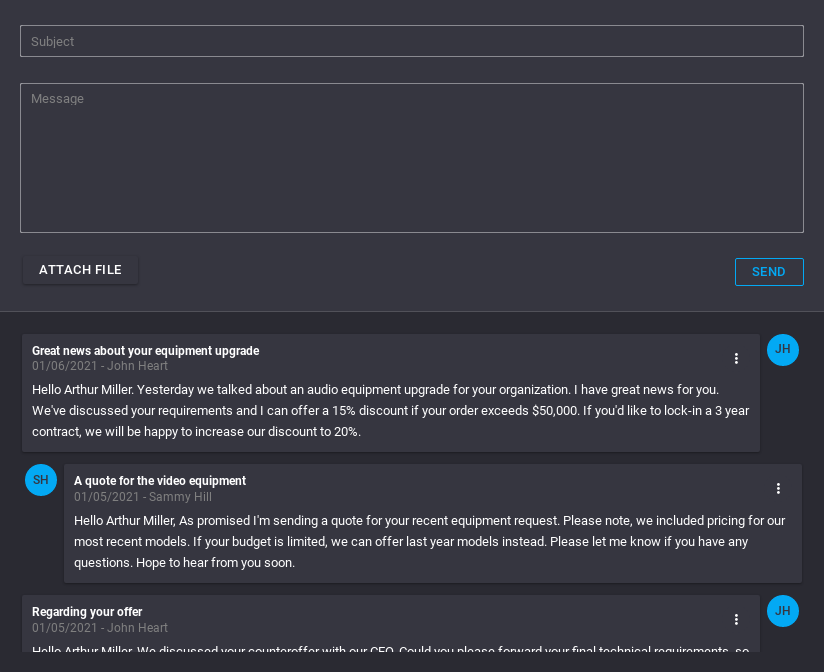 Subject
Message
ATTACH FILE
SEND
Great news about your equipment upgrade
01/06/2021 - John Heart
JH
Hello Arthur Miller. Yesterday we talked about an audio equipment upgrade for your organization. I have great news for you.
We've discussed your requirements and I can offer a 15% discount if your order exceeds $50,000. If you'd like to lock-in a 3 year
contract, we will be happy to increase our discount to 20%.
SH
A quote for the video equipment
01/05/2021 - Sammy Hill
Hello Arthur Miller, As promised I'm sending a quote for your recent equipment request. Please note, we included pricing for our
most recent models. If your budget is limited, we can offer last year models instead. Please let me know if you have any
questions. Hope to hear from you soon.
Regarding your offer
01/05/2021 - John Heart
JH
Hello Arthur Miller. We discussed your counteroffer with our CEO. Could you please forward your final technical requirements, so